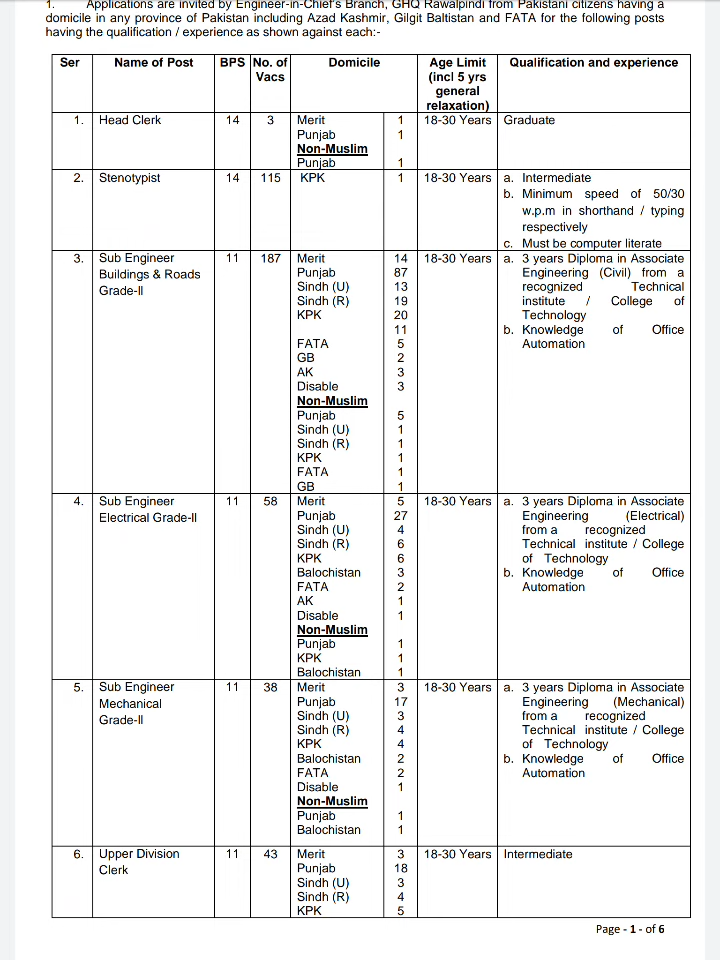 1. Applications are invited by Engineer-in-Chief's Branch, GHQ Rawalpindi from Pakistani citizens having a
domicile in any province of Pakistan including Azad Kashmir, Gilgit Baltistan and FATA for the following posts
having the qualification / experience as shown against each:-
Ser Name of Post BPS No. of Vacs Domicile Age Limit (incl 5 yrs general relaxation) Qualification and experience
1. Head Clerk 14 3 Merit 1 18-30 Years Graduate
Punjab 1
Non-Muslim
Punjab 1
2. Stenotypist 14 115 KPK 1 18-30 Years a. Intermediate
b. Minimum speed of 50/30
w.p.m in shorthand / typing
respectively
c. Must be computer literate
3. Sub Engineer 11 187 Merit 14 18-30 Years a. 3 years Diploma in Associate
Buildings & Roads Punjab 87 Engineering (Civil) from a
Grade-II Sindh (U) 13 recognized Technical
Sindh (R) 19 institute / College of
KPK 20 Technology
11 b. Knowledge of Office
FATA 5 Automation
GB 2
AK 3
Disable 3
Non-Muslim
Punjab 5
Sindh (U) 1
Sindh (R) 1
KPK 1
FATA 1
GB 1
4. Sub Engineer 11 58 Merit 5 18-30 Years a. 3 years Diploma in Associate
Electrical Grade-II Punjab 27 Engineering (Electrical)
Sindh (U) 4 from a recognized
Sindh (R) 6 Technical institute / College
KPK 6 of Technology
Balochistan 3 b. Knowledge of Office
FATA 2 Automation
AK 1
Disable 1
Non-Muslim
Punjab 1
KPK 1
Balochistan 1
5. Sub Engineer 11 38 Merit 3 18-30 Years a. 3 years Diploma in Associate
Mechanical Punjab 17 Engineering (Mechanical)
Grade-II Sindh (U) 3 from a recognized
Sindh (R) 4 Technical institute / College
KPK 4 of Technology
Balochistan 2 b. Knowledge of Office
FATA 2 Automation
Disable 1
Non-Muslim
Punjab 1
Balochistan 1
6. Upper Division 11 43 Merit 3 18-30 Years Intermediate
Clerk Punjab 18
Sindh (U) 3
Sindh (R) 4
KPK 5
Page - 1 - of 6